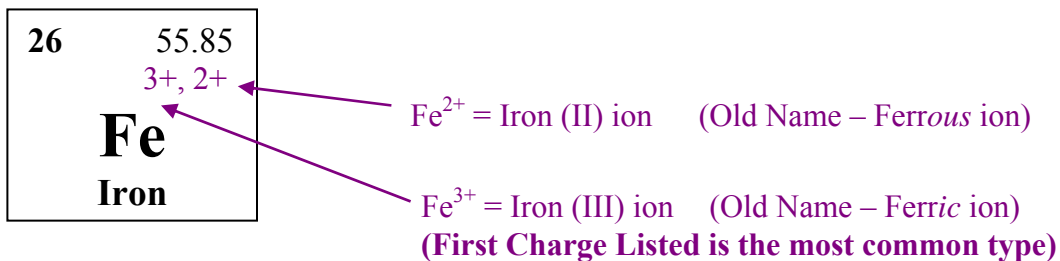 26 55.85
3+, 2+
Fe
Iron
Fe²⁺ = Iron (II) ion (Old Name – Ferrous ion)
Fe³⁺ = Iron (III) ion (Old Name – Ferric ion)
(First Charge Listed is the most common type)